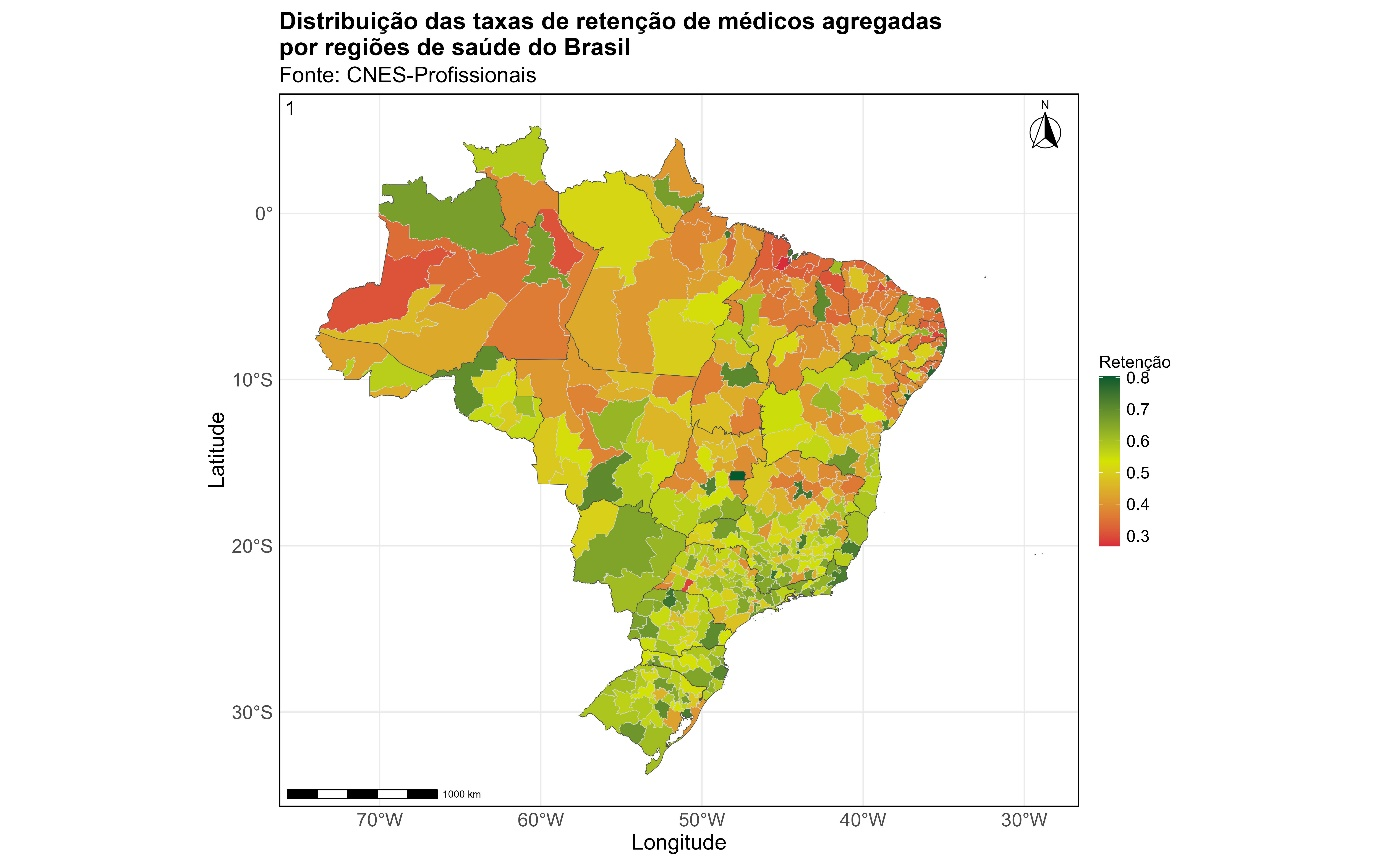 Distribuição das taxas de retenção de médicos agregadas
por regiões de saúde do Brasil
Fonte: CNES-Profissionais
1
N
0°
10°S
20°S
30°S
Latitude
Retenção
0.8
0.7
0.6
0.5
0.4
0.3
1000 km
70°W 60°W 50°W 40°W 30°W
Longitude